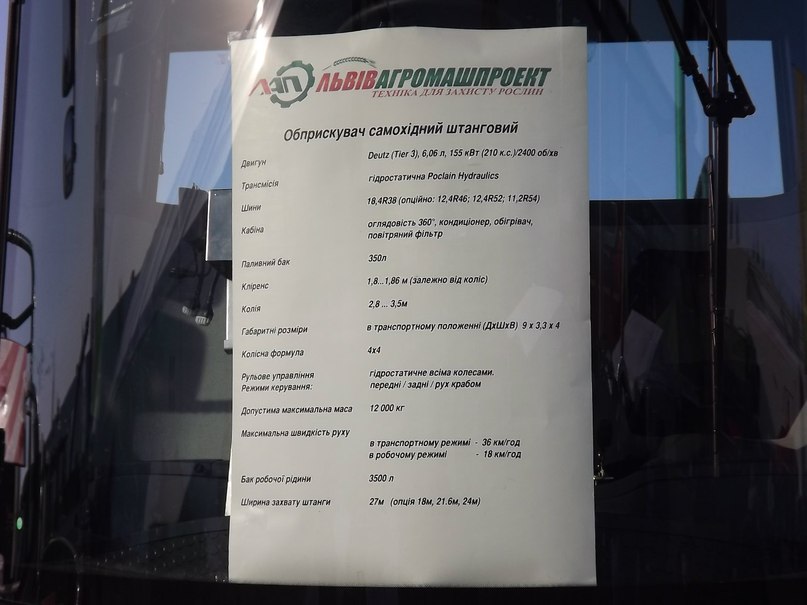 ЛАП ЛЬВІВАГРОМАШПРОЕКТ
ТЕХНІКА ДЛЯ ЗАХИСТУ РОСЛИН
Обприскувач самохідний штанговий
Двигун Deutz (Tier 3), 6,06 л, 155 кВт (210 к.с.)/2400 об/хв
Трансмісія гідростатична Poclain Hydraulics
Шини 18,4R38 (опційно: 12,4R46; 12,4R52; 11,2R54)
Кабіна оглядовість 360°, кондиціонер, обігрівач,
повітряний фільтр
Паливний бак 350л
Кліренс 1,8...1,86 м (залежно від коліс)
Колія 2,8 ... 3,5м
Габаритні розміри в транспортному положенні (ДхШхВ) 9 х 3,3 х 4
Колісна формула 4х4
Рульове управління гідростатичне всіма колесами.
Режими керування: передні / задні / рух крабом
Допустима максимальна маса 12 000 кг
Максимальна швидкість руху
в транспортному режимі - 36 км/год
в робочому режимі - 18 км/год
Бак робочої рідини 3500 л
Ширина захвату штанги 27м (опція 18м, 21.6м, 24м)